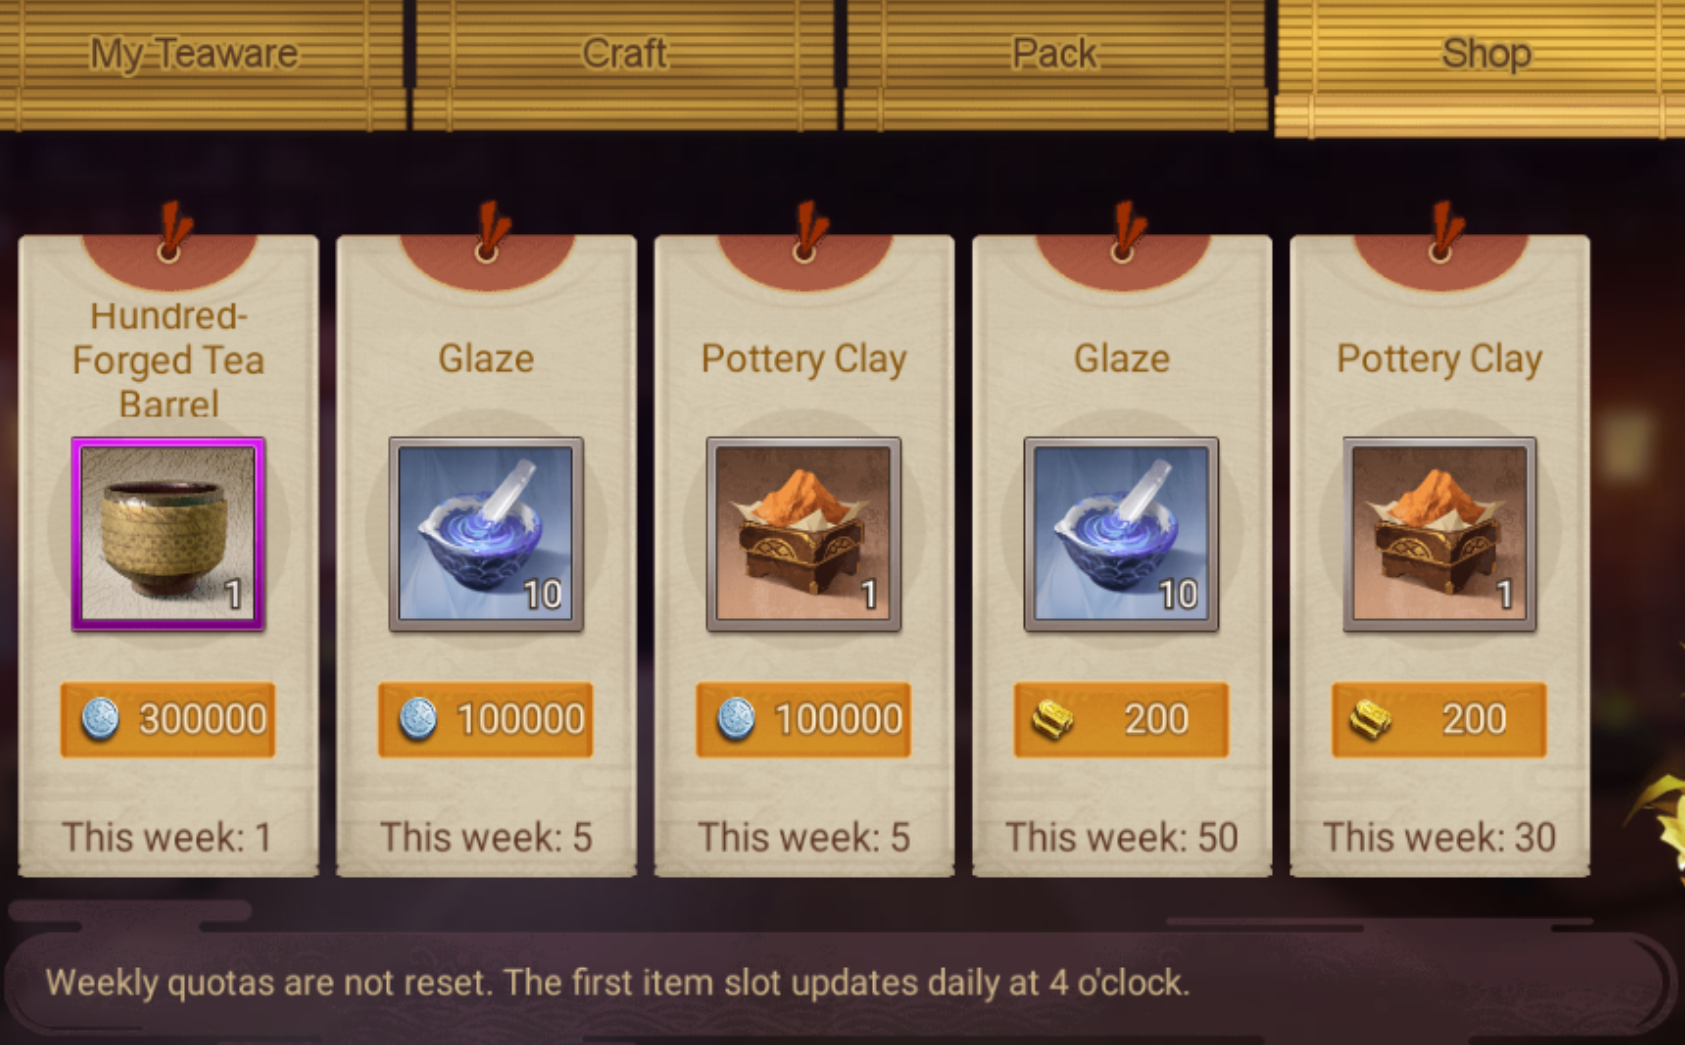 My Teaware
Craft
Pack
Shop
Hundred-
Forged Tea
Barrel
1
300000
This week: 1
Glaze
10
100000
This week: 5
Pottery Clay
1
100000
This week: 5
Glaze
10
200
This week: 50
Pottery Clay
1
200
This week: 30
Weekly quotas are not reset. The first item slot updates daily at 4 o'clock.